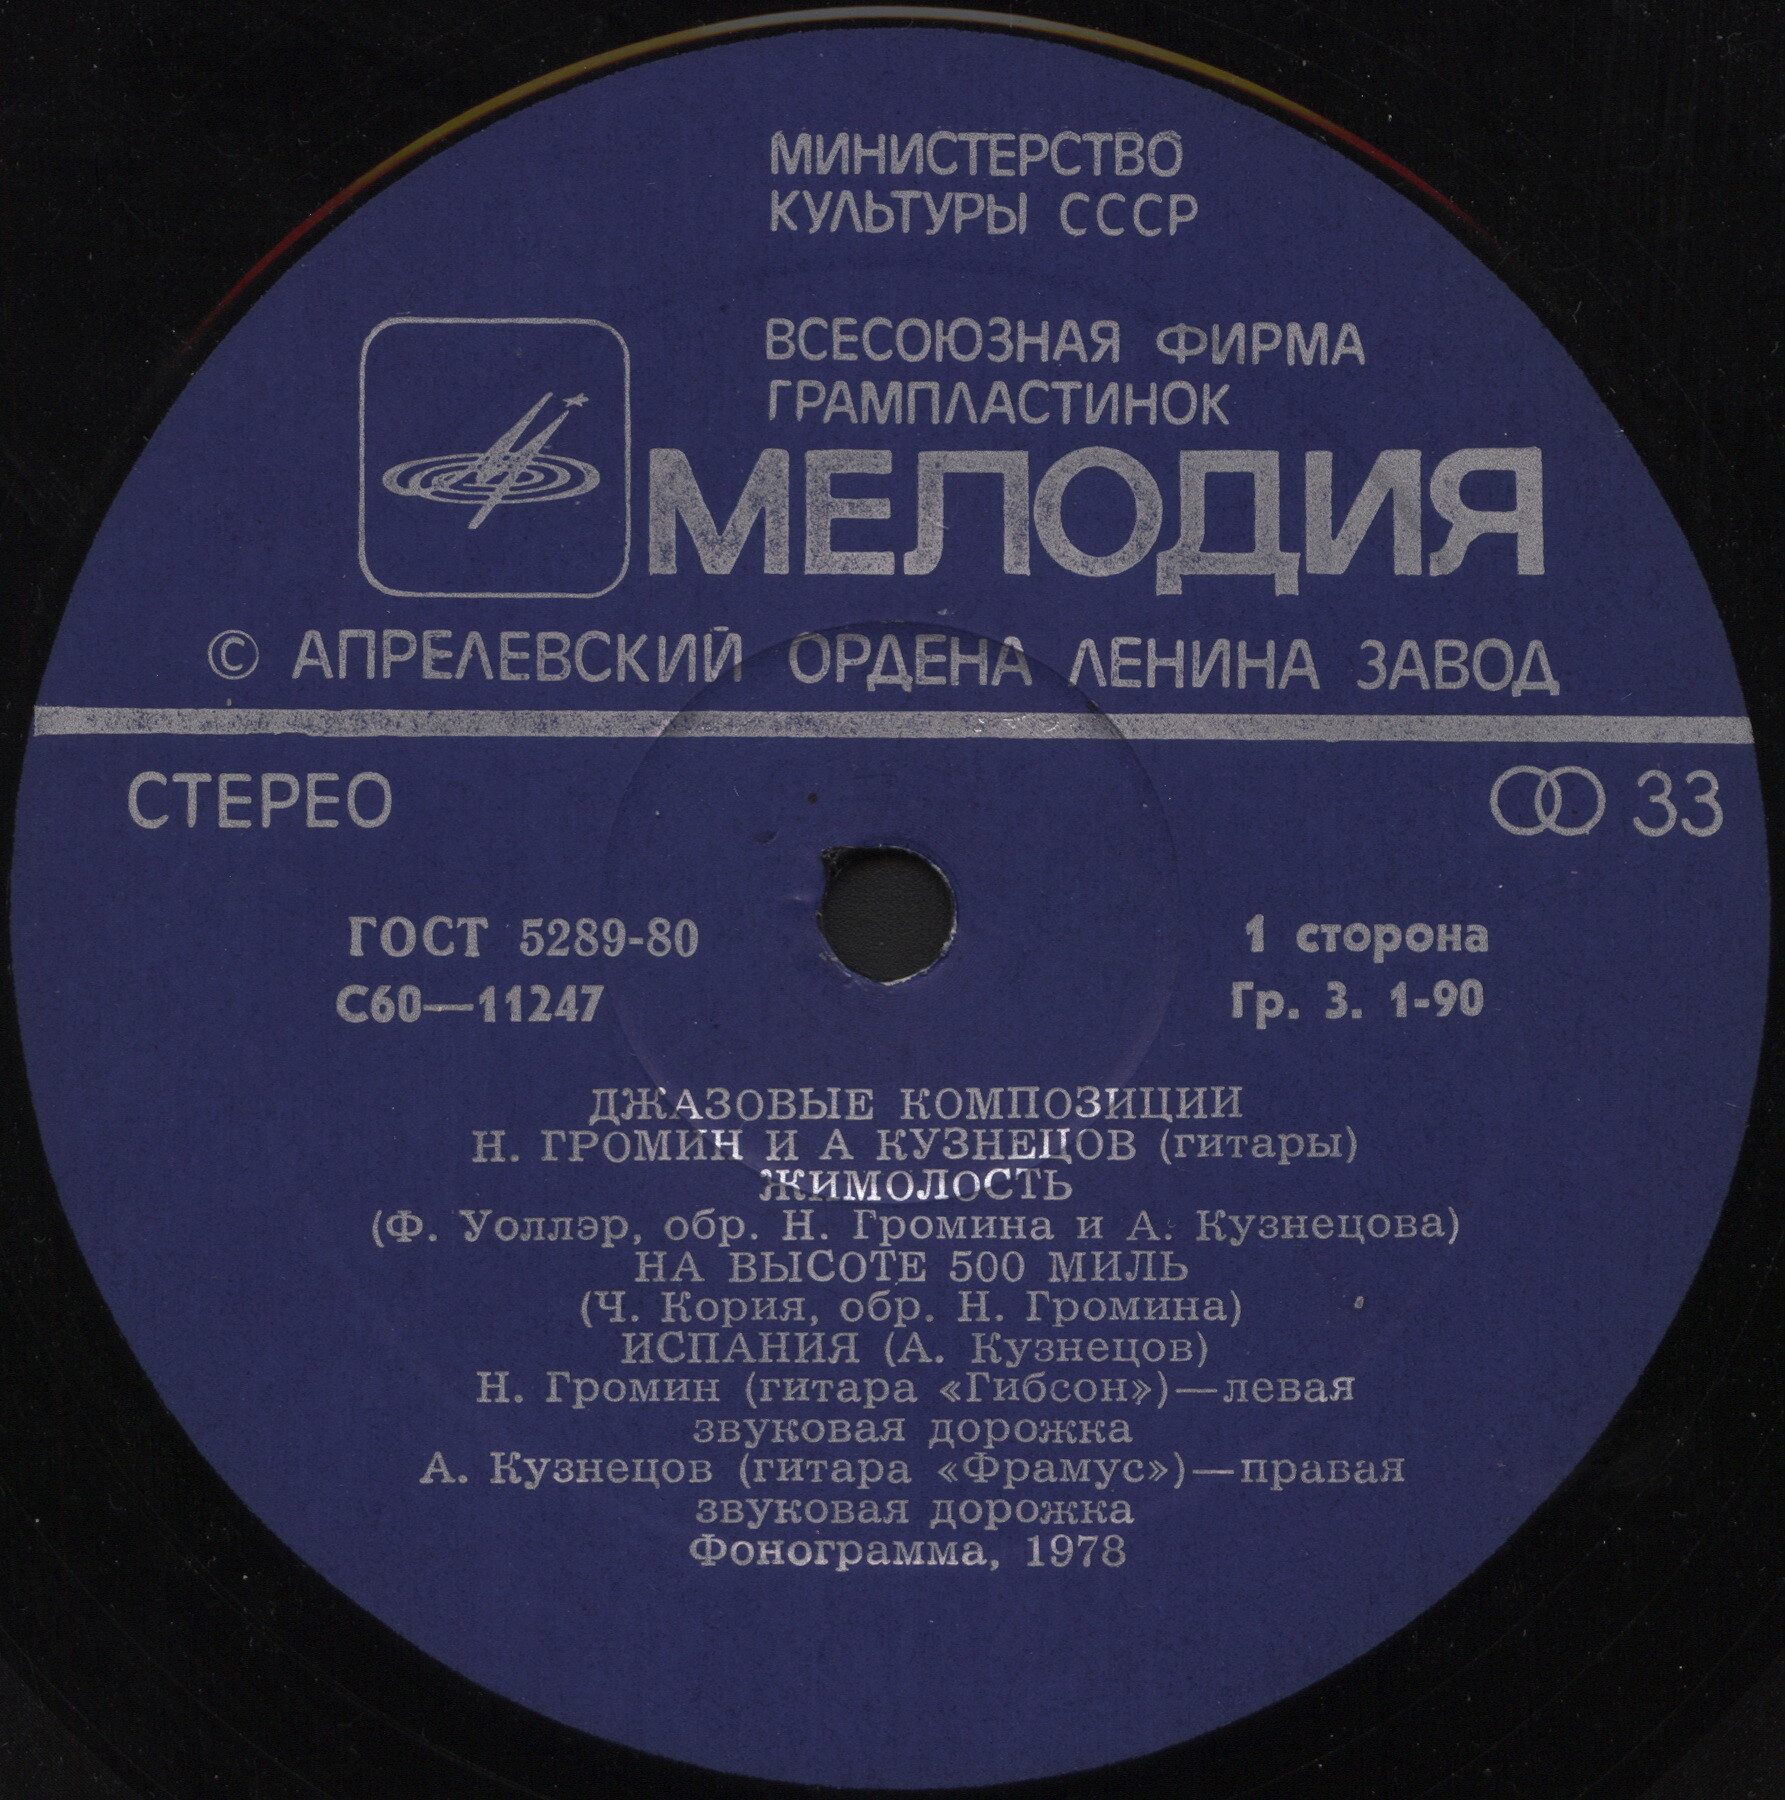 МИНИСТЕРСТВО
КУЛЬТУРЫ СССР
ВСЕСОЮЗНАЯ ФИРМА
ГРАМПЛАСТИНОК
МЕЛОДИЯ
© АПРЕЛЕВСКИЙ ОРДЕНА ЛЕНИНА ЗАВОД
СТЕРЕО
33
ГОСТ 5289-80
1 сторона
С60—11247
Гр. 3. 1-90
ДЖАЗОВЫЕ КОМПОЗИЦИИ
Н. ГРОМИН И А КУЗНЕЦОВ (гитары)
ЖИМОЛОСТЬ
(Ф. Уоллэр, обр. Н. Громина и А. Кузнецова)
НА ВЫСОТЕ 500 МИЛЬ
(Ч. Кория, обр. Н. Громина)
ИСПАНИЯ (А. Кузнецов)
Н. Громин (гитара «Гибсон»)—левая
звуковая дорожка
А. Кузнецов (гитара «Фрамус»)—правая
звуковая дорожка
Фонограмма, 1978